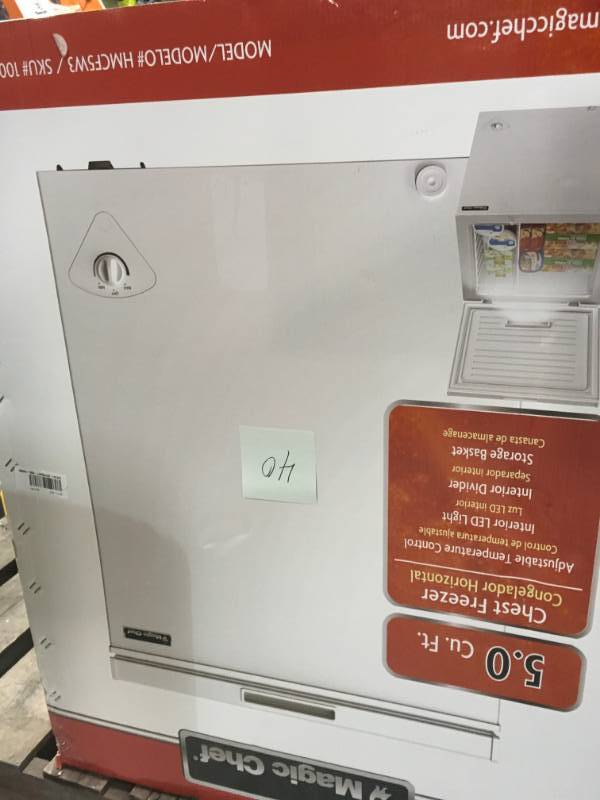 Magic Chef
5.0 Cu. Ft.
Chest Freezer
Congelador Horizontal
Adjustable Temperature Control
Control de temperatura ajustable
Interior LED Light
Luz LED interior
Interior Divider
Separador interior
Storage Basket
Canasta de almacenage
Magic Chef
magicchef.com
MODEL/MODELO# HMCF5W3 / SKU# 100